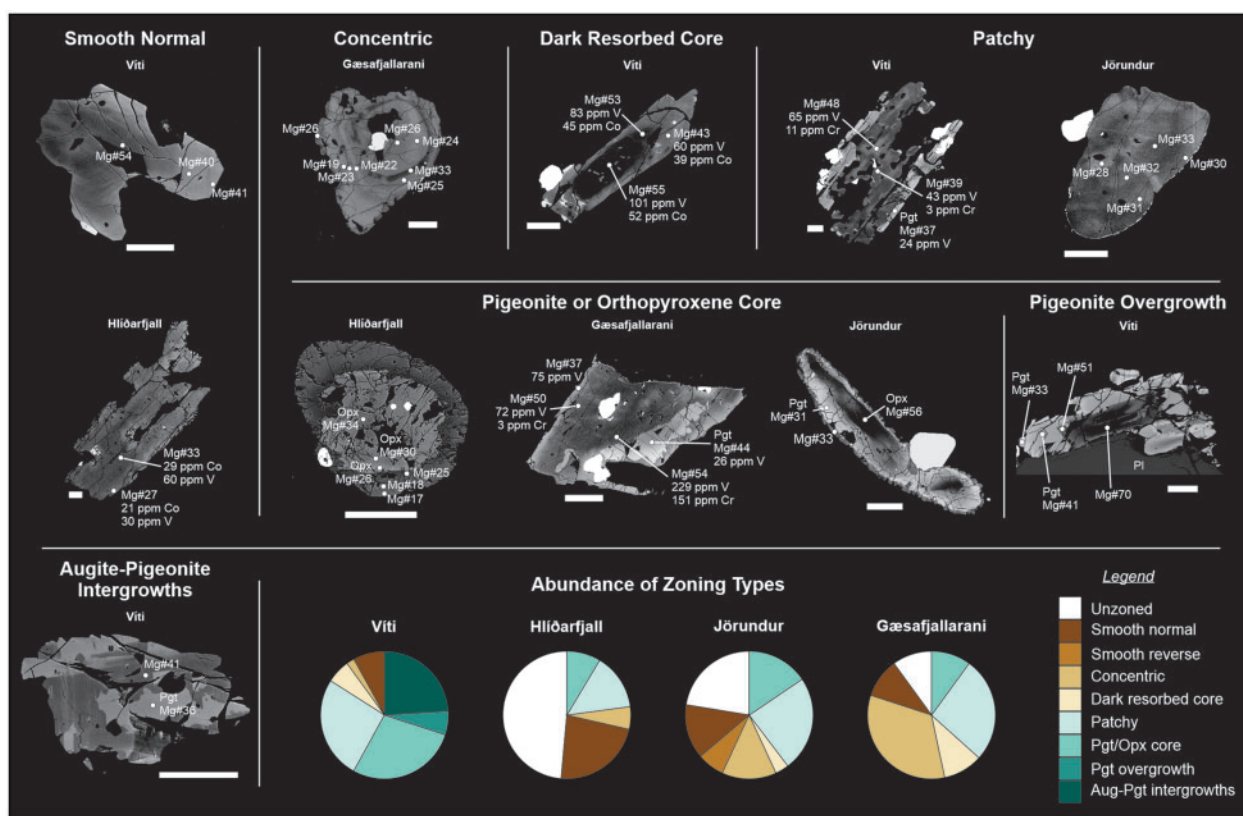 Smooth Normal
Víti
Mg#54
Mg#40
Mg#41
Concentric
Gæsafjallarani
Mg#26
Mg#26
Mg#24
Mg#19
Mg#23
Mg#22
Mg#33
Mg#25
Dark Resorbed Core
Víti
Mg#53
83 ppm V
45 ppm Co
Mg#43
60 ppm V
39 ppm Co
Mg#55
101 ppm V
52 ppm Co
Patchy
Víti
Mg#48
65 ppm V
11 ppm Cr
Mg#39
43 ppm V
3 ppm Cr
Pgt
Mg#37
24 ppm V
Jörundur
Mg#33
Mg#30
Mg#28
Mg#32
Mg#31
Hlíðarfjall
Mg#33
29 ppm Co
60 ppm V
Mg#27
21 ppm Co
30 ppm V
Pigeonite or Orthopyroxene Core
Hlíðarfjall
Opx
Mg#34
Opx
Mg#30
Opx
Mg#26
Mg#25
Mg#18
Mg#17
Gæsafjallarani
Mg#37
75 ppm V
Mg#50
72 ppm V
3 ppm Cr
Pgt
Mg#44
26 ppm V
Mg#54
229 ppm V
151 ppm Cr
Jörundur
Opx
Mg#56
Pgt
Mg#31
Mg#33
Pigeonite Overgrowth
Víti
Mg#51
Pgt
Mg#33
Pl
Pgt
Mg#41
Mg#70
Augite-Pigeonite
Intergrowths
Víti
Mg#41
Pgt
Mg#36
Abundance of Zoning Types
Víti
Hlíðarfjall
Jörundur
Gæsafjallarani
Legend
Unzoned
Smooth normal
Smooth reverse
Concentric
Dark resorbed core
Patchy
Pgt/Opx core
Pgt overgrowth
Aug-Pgt intergrowths